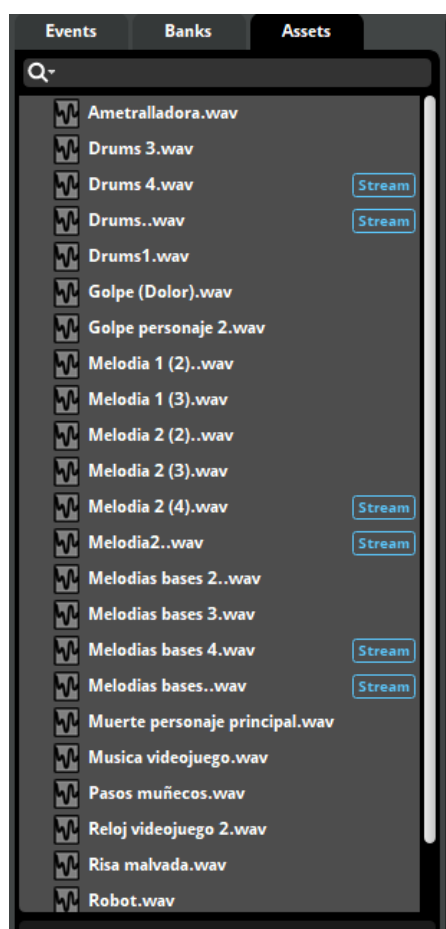 Events Banks Assets
Ametralladora.wav
Drums 3.wav
Drums 4.wav Stream
Drums..wav Stream
Drums1.wav
Golpe (Dolor).wav
Golpe personaje 2.wav
Melodia 1 (2)..wav
Melodia 1 (3).wav
Melodia 2 (2)..wav
Melodia 2 (3).wav
Melodia 2 (4).wav Stream
Melodia2..wav Stream
Melodias bases 2..wav
Melodias bases 3.wav
Melodias bases 4.wav Stream
Melodias bases..wav Stream
Muerte personaje principal.wav
Musica videojuego.wav
Pasos muñecos.wav
Reloj videojuego 2.wav
Risa malvada.wav
Robot.wav